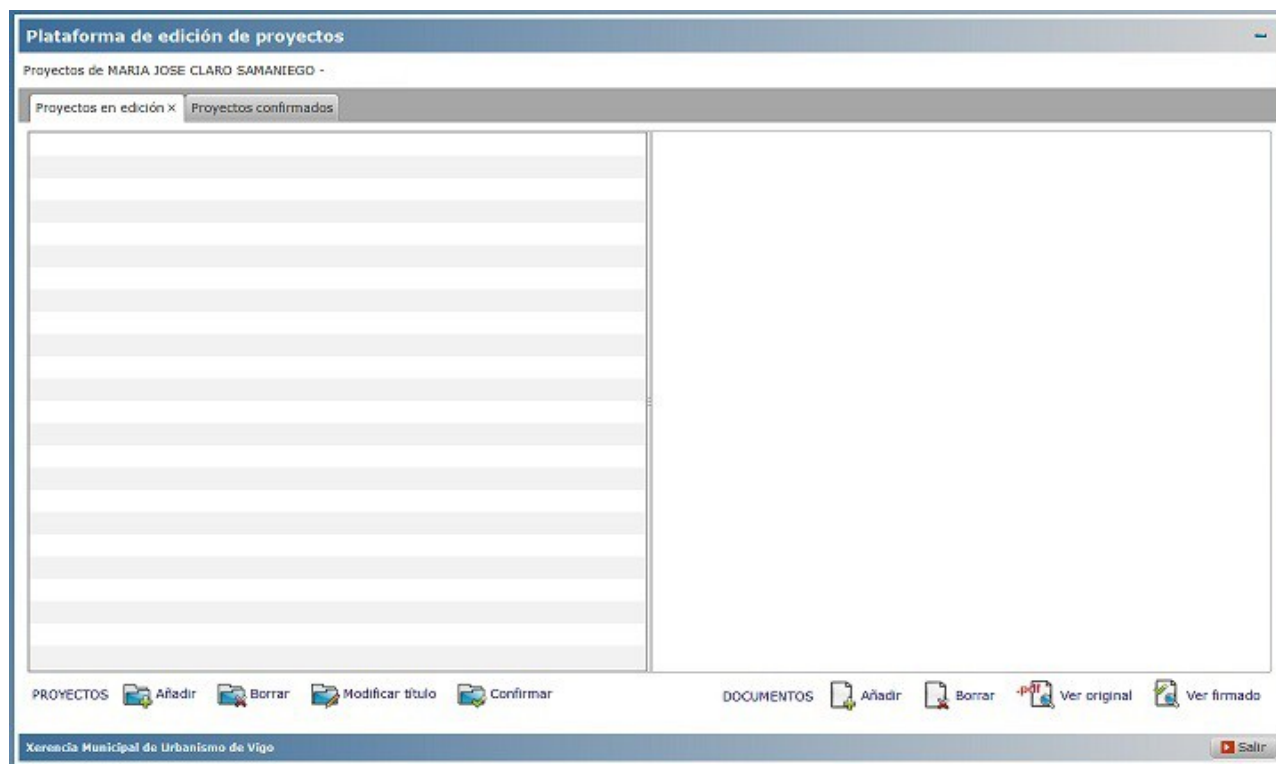 Plataforma de edición de proyectos
Proyectos de MARIA JOSE CLARO SAMANIEGO -
Proyectos en edición × Proyectos confirmados
PROYECTOS Añadir Borrar Modificar título Confirmar DOCUMENTOS Añadir Borrar .pdf Ver original Ver firmado
Xerencia Municipal de Urbanismo de Vigo Salir